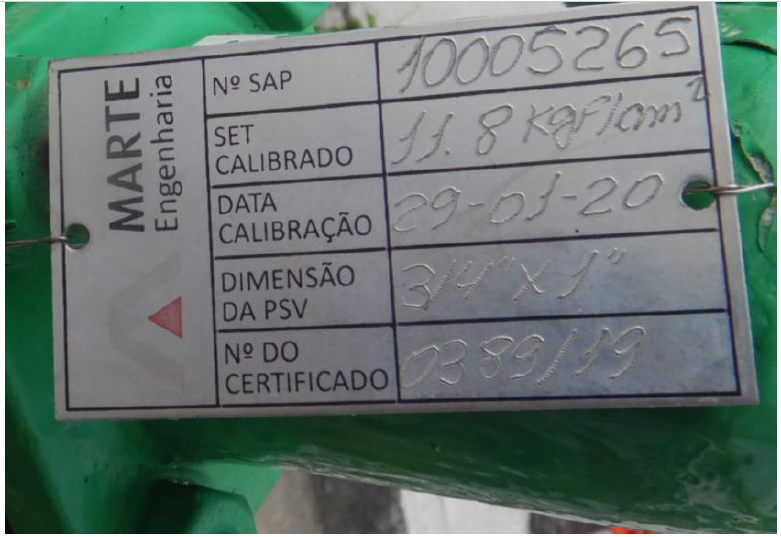 MARTE
Engenharia
Nº SAP 10005265
SET
CALIBRADO 11.8 Kgf/cm²
DATA
CALIBRAÇÃO 29-01-20
DIMENSÃO
DA PSV 3/4" X 1"
Nº DO
CERTIFICADO 0389/19